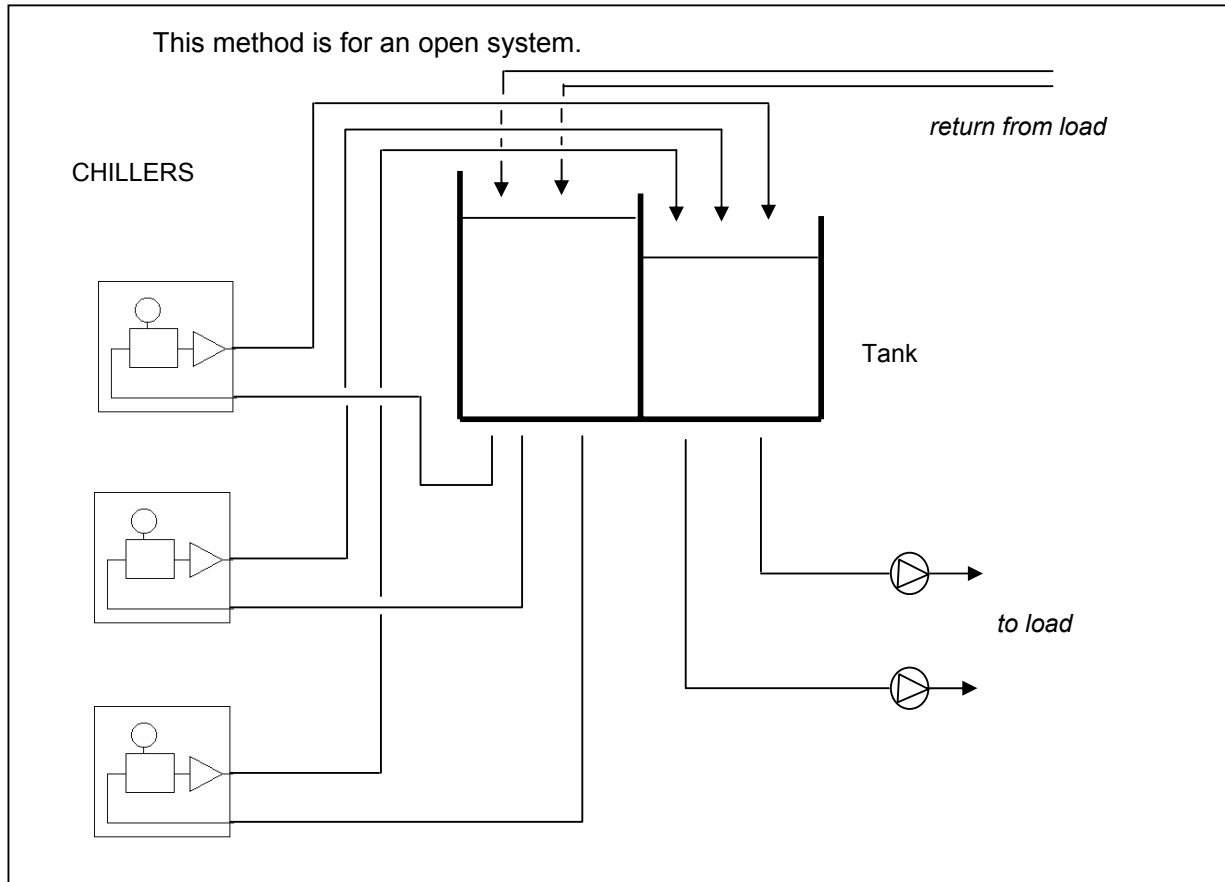 This method is for an open system.
return from load
CHILLERS
Tank
to load